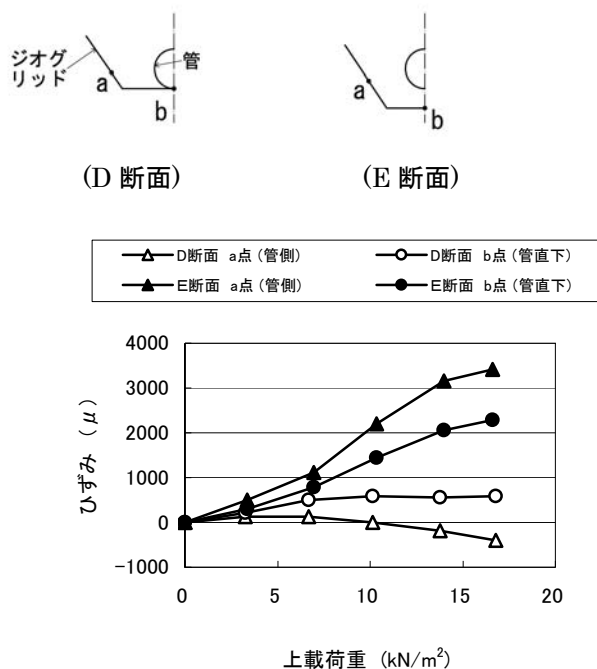 ジオグ
リッド
管
a
b
a
b
(D 断面)
(E 断面)
D断面 a点 (管側)
D断面 b点 (管直下)
E断面 a点 (管側)
E断面 b点 (管直下)
4000
3000
2000
1000
0
-1000
ひずみ (μ)
0
5
10
15
20
上載荷重 (kN/m²)